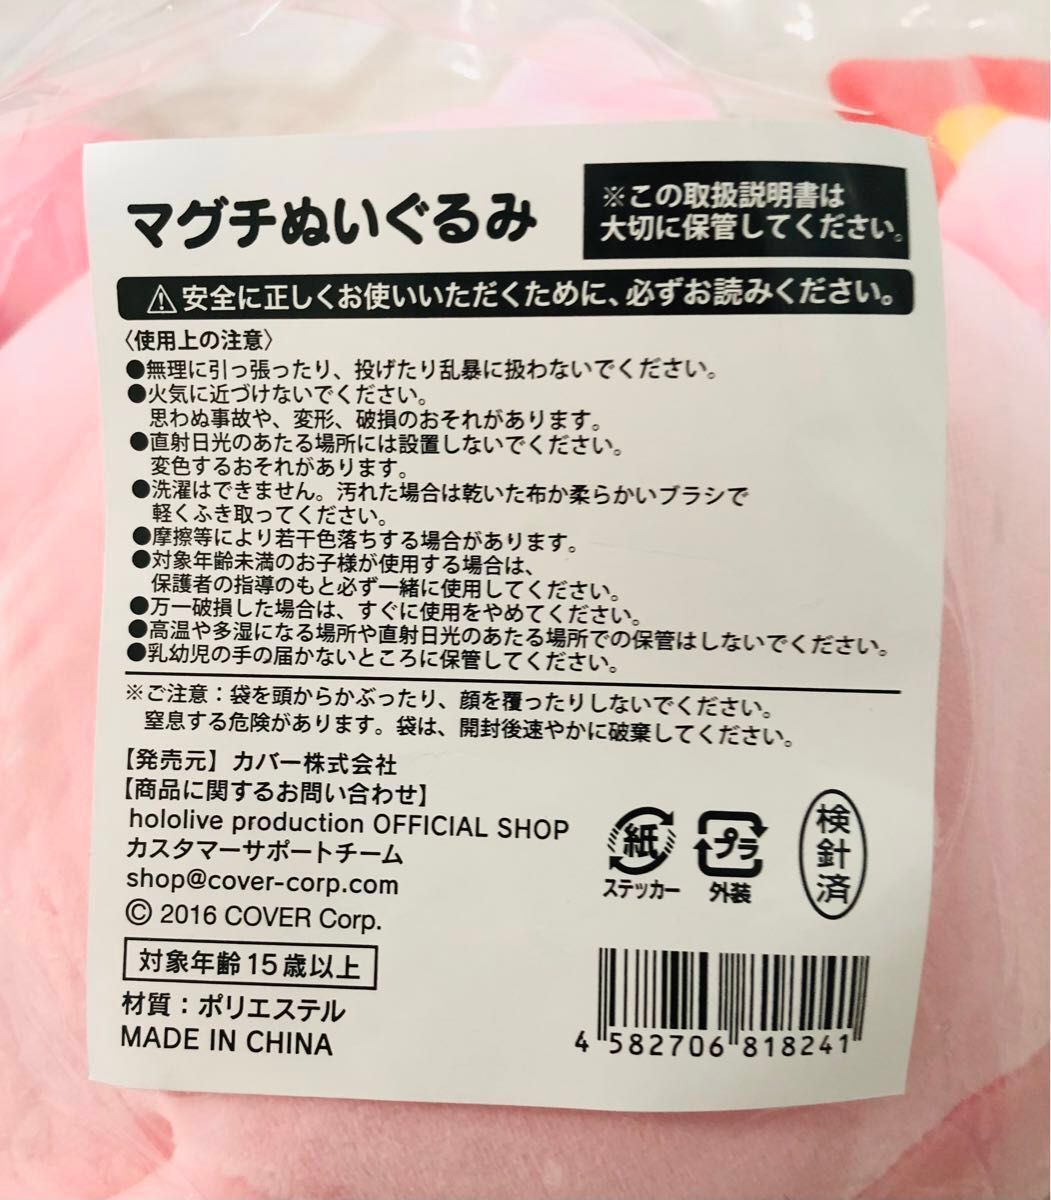 マグチぬいぐるみ
※この取扱説明書は
大切に保管してください。
⚠安全に正しくお使いいただくために、必ずお読みください。
〈使用上の注意〉
●無理に引っ張ったり、投げたり乱暴に扱わないでください。
●火気に近づけないでください。
思わぬ事故や、変形、破損のおそれがあります。
●直射日光のあたる場所には設置しないでください。
変色するおそれがあります。
●洗濯はできません。汚れた場合は乾いた布か柔らかいブラシで
軽くふき取ってください。
●摩擦等により若干色落ちする場合があります。
●対象年齢未満のお子様が使用する場合は、
保護者の指導のもと必ず一緒に使用してください。
●万一破損した場合は、すぐに使用をやめてください。
●高温や多湿になる場所や直射日光のあたる場所での保管はしないでください。
●乳幼児の手の届かないところに保管してください。
※ご注意：袋を頭からかぶったり、顔を覆ったりしないでください。
窒息する危険があります。袋は、開封後速やかに破棄してください。
【発売元】カバー株式会社
【商品に関するお問い合わせ】
hololive production OFFICIAL SHOP
カスタマーサポートチーム
shop@cover-corp.com
© 2016 COVER Corp.
対象年齢15歳以上
材質：ポリエステル
MADE IN CHINA
紙
ステッカー
プラ
外装
検針済
4 582706 818241